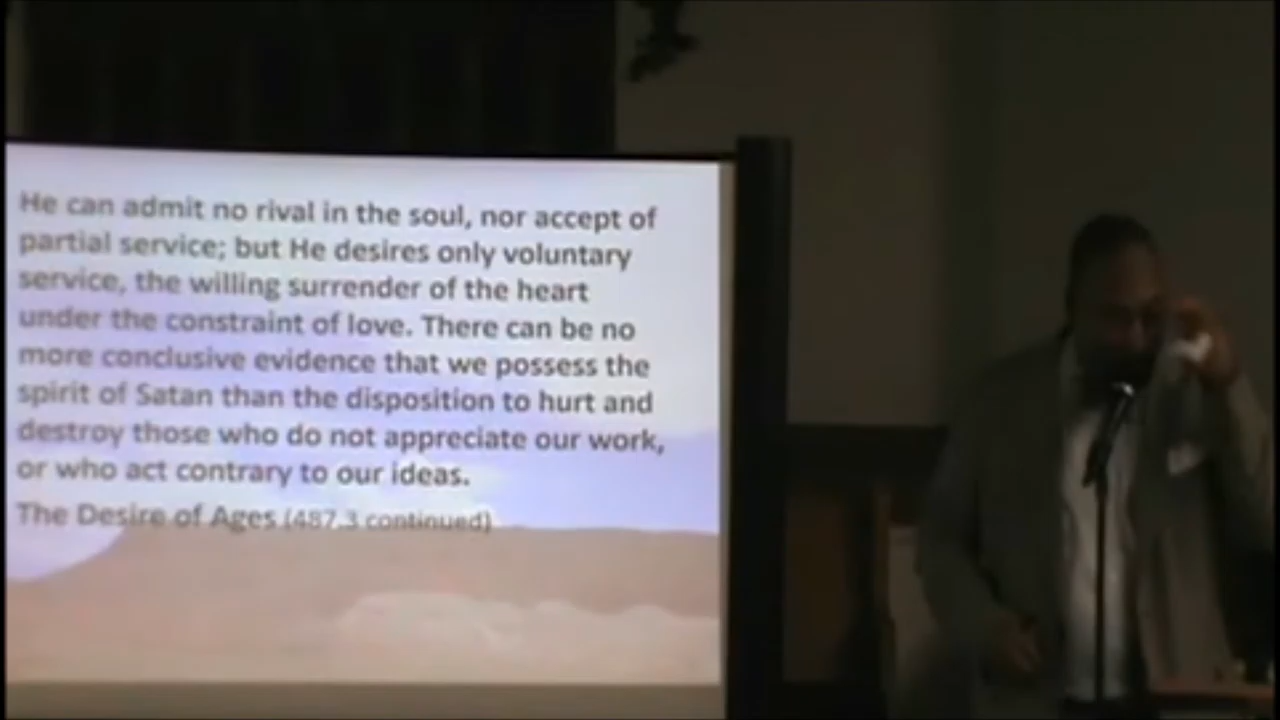 He can admit no rival in the soul, nor accept of
partial service; but He desires only voluntary
service, the willing surrender of the heart
under the constraint of love. There can be no
more conclusive evidence that we possess the
spirit of Satan than the disposition to hurt and
destroy those who do not appreciate our work,
or who act contrary to our ideas.
The Desire of Ages (487.3 continued)